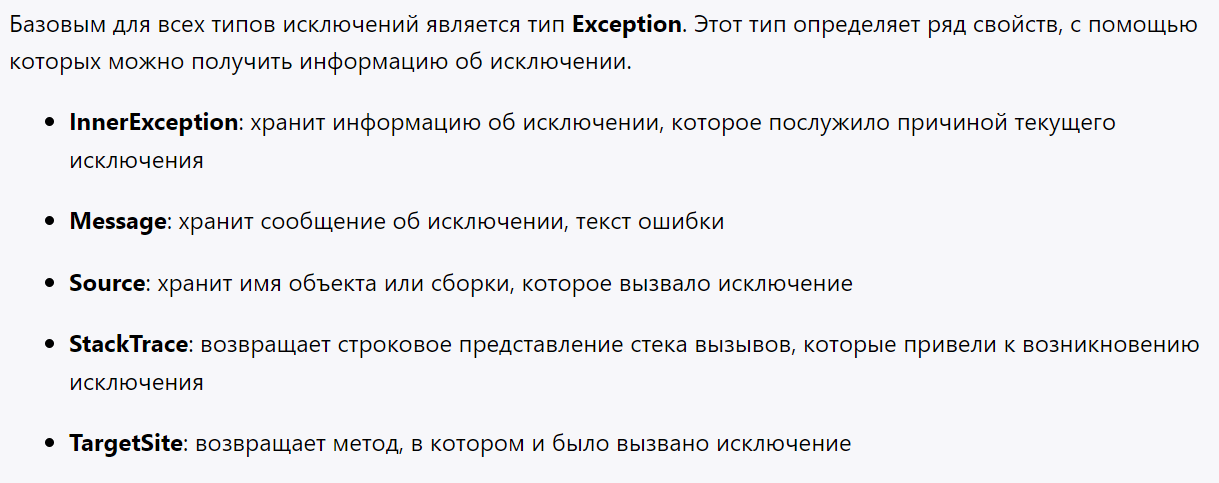 Базовым для всех типов исключений является тип Exception. Этот тип определяет ряд свойств, с помощью
которых можно получить информацию об исключении.
• InnerException: хранит информацию об исключении, которое послужило причиной текущего
исключения
• Message: хранит сообщение об исключении, текст ошибки
• Source: хранит имя объекта или сборки, которое вызвало исключение
• StackTrace: возвращает строковое представление стека вызывов, которые привели к возникновению
исключения
• TargetSite: возвращает метод, в котором и было вызвано исключение